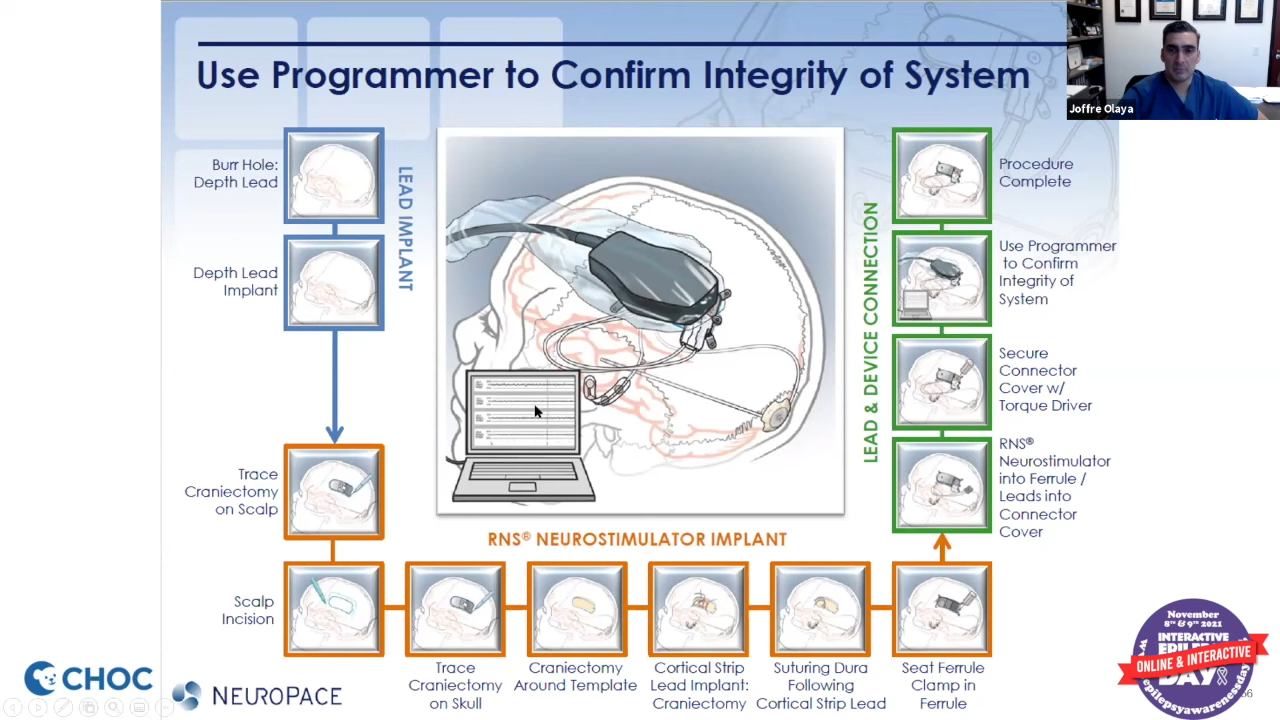 Use Programmer to Confirm Integrity of System
Joffre Olaya
Burr Hole:
Depth Lead
Depth Lead
Implant
LEAD IMPLANT
Trace
Craniectomy
on Scalp
Scalp
Incision
RNS® NEUROSTIMULATOR IMPLANT
Trace
Craniectomy
on Skull
Craniectomy
Around Template
Cortical Strip
Lead Implant:
Craniectomy
Suturing Dura
Following
Cortical Strip Lead
Seat Ferrule
Clamp in
Ferrule
LEAD & DEVICE CONNECTION
Procedure
Complete
Use Programmer
to Confirm
Integrity of
System
Secure
Connector
Cover w/
Torque Driver
RNS®
Neurostimulator
into Ferrule /
Leads into
Connector
Cover
CHOC
NEUROPACE
November
8TH & 9TH 2021
INTERACTIVE
ONLINE & INTERACTIVE
DAY
epilepsyawarenessday